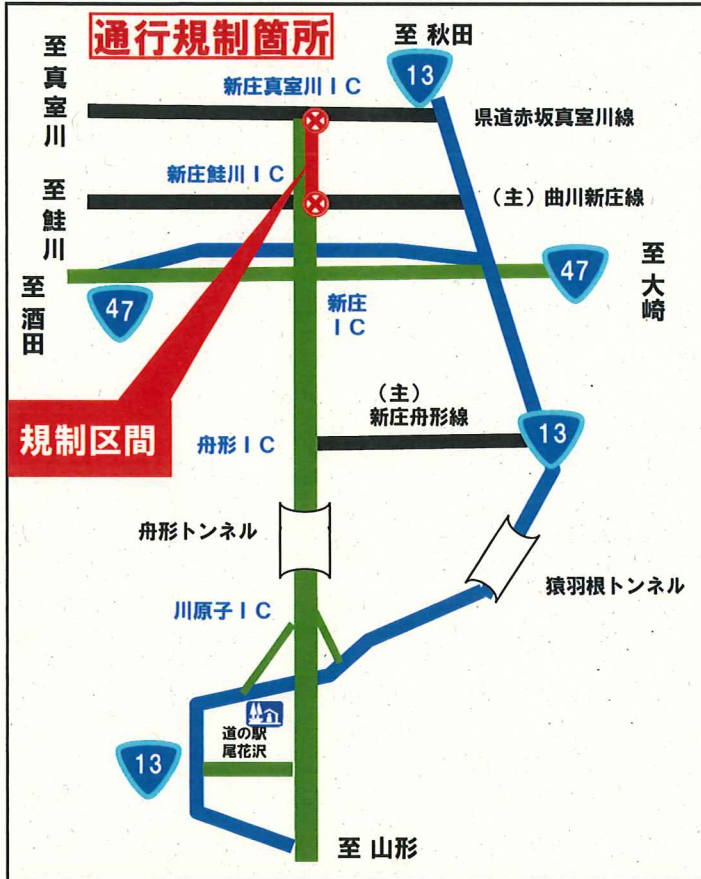 通行規制箇所
至 秋田
至真室川
13
新庄真室川ＩＣ
県道赤坂真室川線
新庄鮭川ＩＣ
（主）曲川新庄線
至鮭川
47
至大崎
至酒田
47
新庄
ＩＣ
（主）
新庄舟形線
13
規制区間
舟形ＩＣ
舟形トンネル
猿羽根トンネル
川原子ＩＣ
道の駅
尾花沢
13
至 山形